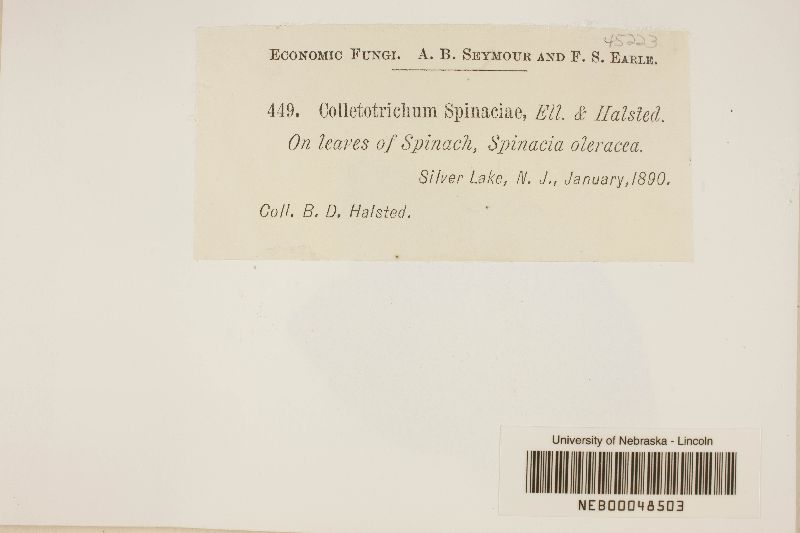 45223
ECONOMIC FUNGI. A. B. SEYMOUR AND F. S. EARLE.
449. Colletotrichum Spinaciae, Ell. & Halsted.
On leaves of Spinach, Spinacia oleracea.
Silver Lake, N. J., January, 1890.
Coll. B. D. Halsted.
University of Nebraska - Lincoln
NEB00048503